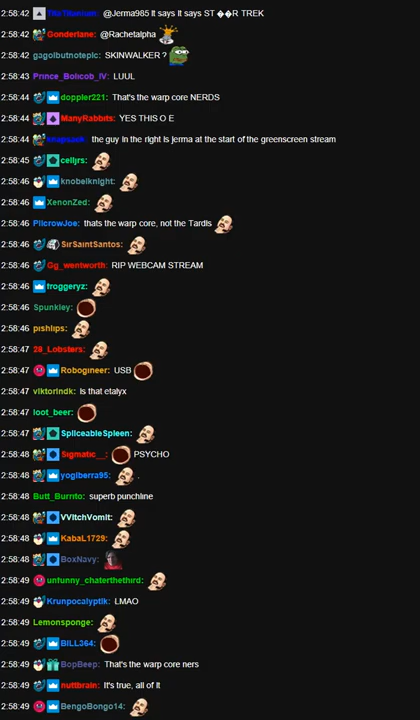 2:58:42 @Jerma985 It says It says ST ��R TREK
2:58:42 Gonderlane: @Rachetalpha
2:58:42 gagolbutnotepic: SKINWALKER ?
2:58:43 Prince_Bolicob_IV: LUUL
2:58:44 doppler221: That's the warp core NERDS
2:58:44 ManyRabbits: YES THIS O E
2:58:44 the guy in the right is jerma at the start of the greenscreen stream
2:58:45 celljrs:
2:58:46 knobelknight:
2:58:46 XenonZed:
2:58:46 PilcrowJoe: thats the warp core, not the Tardis
2:58:46 SirSaintSantos:
2:58:46 Gg_wentworth: RIP WEBCAM STREAM
2:58:46 froggeryz:
2:58:46 Spunkley:
2:58:46 pishlips:
2:58:47 28_Lobsters:
2:58:47 Robogineer: USB
2:58:47 viktorindk: Is that etalyx
2:58:47 loot_beer:
2:58:47 SpliceableSpleen:
2:58:48 Sigmatic__: PSYCHO
2:58:48 yogiberra95: .
2:58:48 Butt_Burnto: superb punchline
2:58:48 VVitchVomit:
2:58:48 KabaL1729:
2:58:48 BoxNavy:
2:58:49 unfunny_chaterthethird:
2:58:49 Krunpocalyptik: LMAO
2:58:49 Lemonsponge:
2:58:49 BILL364:
2:58:49 BopBeep: That's the warp core ners
2:58:49 nuttbrain: It's true, all of it
2:58:49 BengoBongo14: